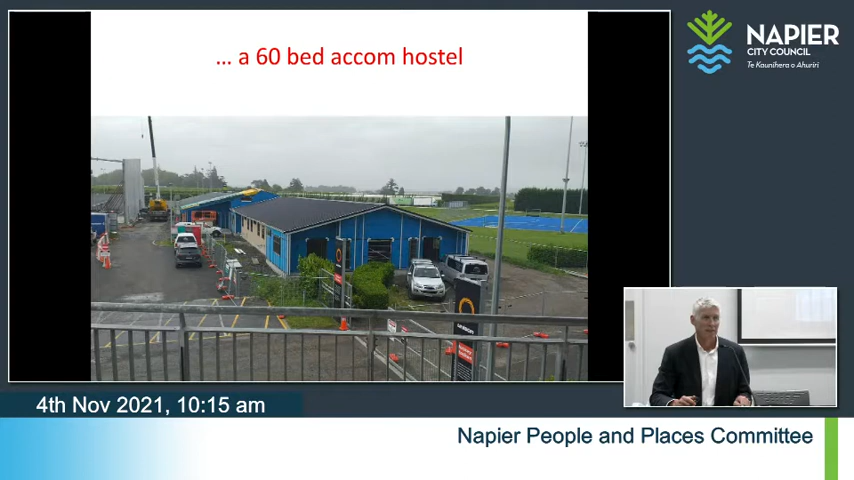 ... a 60 bed accom hostel
NAPIER
CITY COUNCIL
Te Kaunihera o Ahuriri
4th Nov 2021, 10:15 am
Napier People and Places Committee